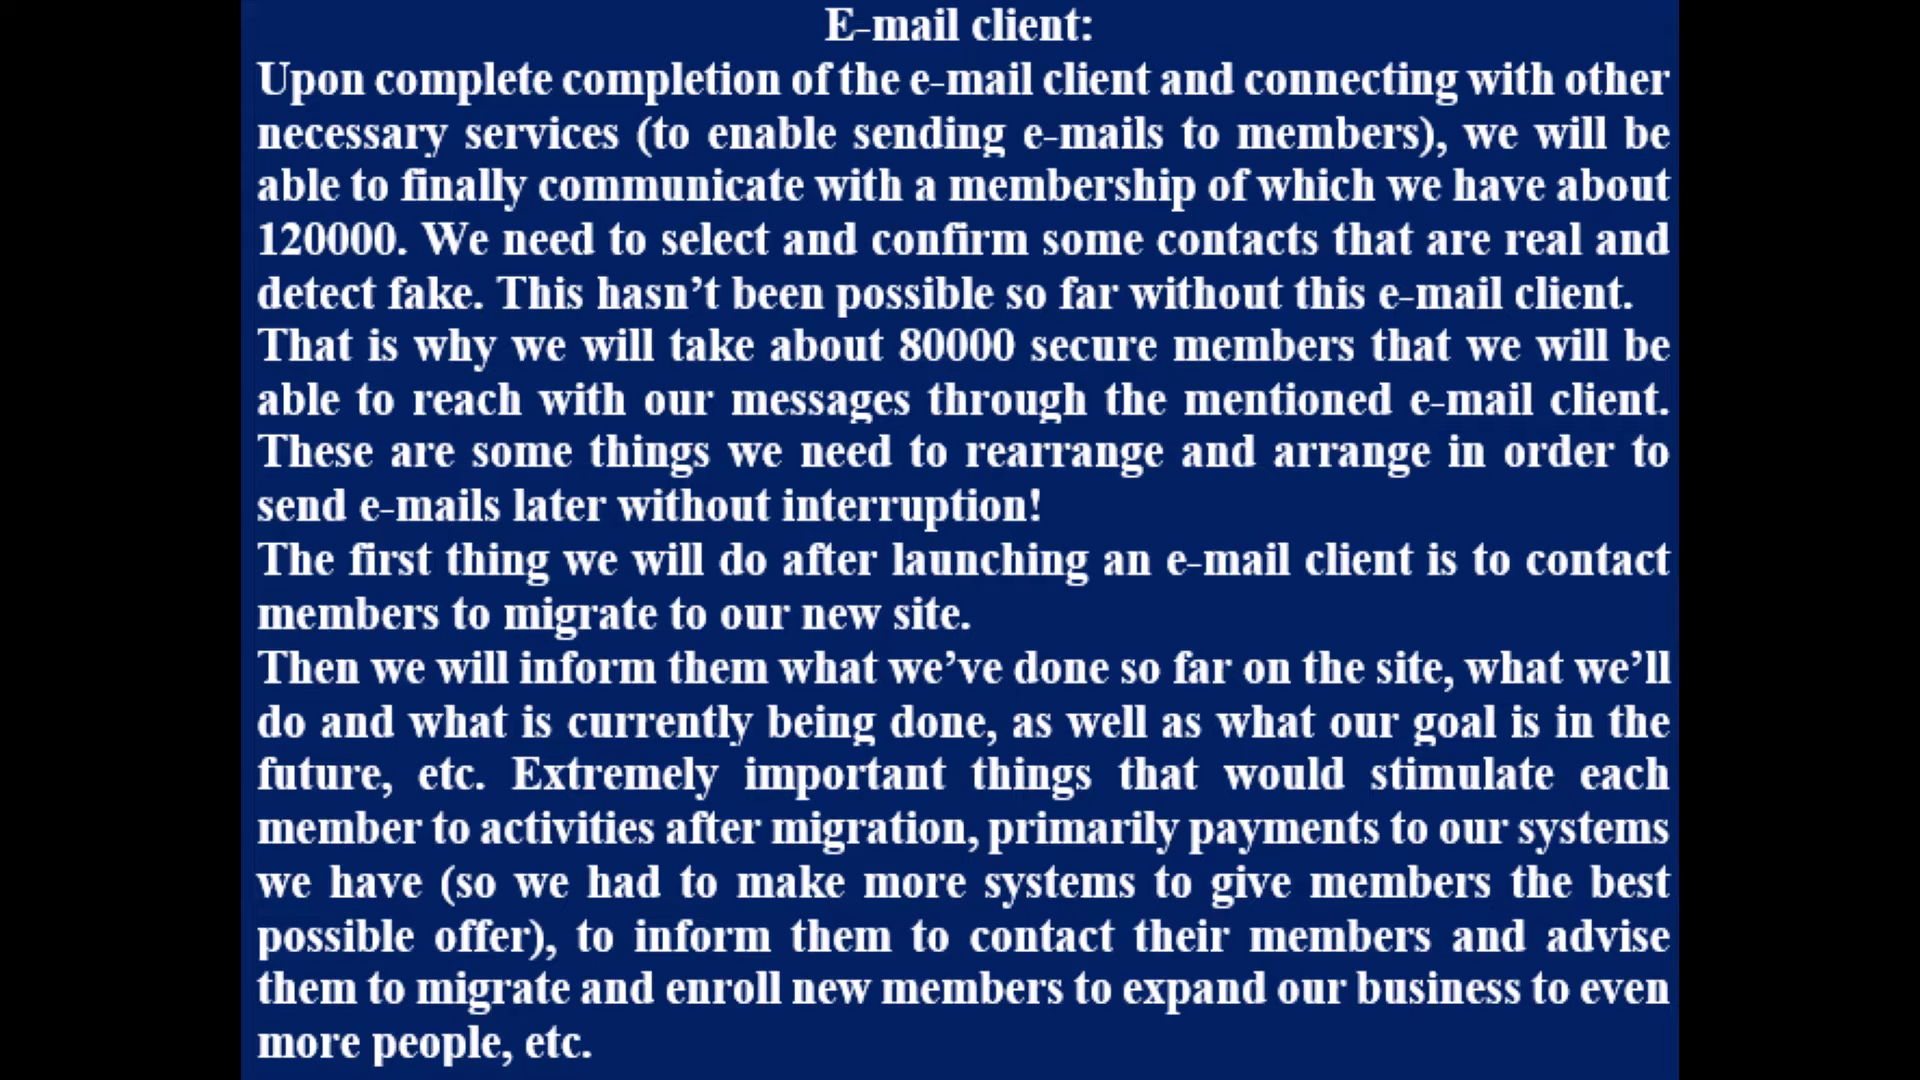 E-mail client:
Upon complete completion of the e-mail client and connecting with other
necessary services (to enable sending e-mails to members), we will be
able to finally communicate with a membership of which we have about
120000. We need to select and confirm some contacts that are real and
detect fake. This hasn’t been possible so far without this e-mail client.
That is why we will take about 80000 secure members that we will be
able to reach with our messages through the mentioned e-mail client.
These are some things we need to rearrange and arrange in order to
send e-mails later without interruption!
The first thing we will do after launching an e-mail client is to contact
members to migrate to our new site.
Then we will inform them what we’ve done so far on the site, what we’ll
do and what is currently being done, as well as what our goal is in the
future, etc. Extremely important things that would stimulate each
member to activities after migration, primarily payments to our systems
we have (so we had to make more systems to give members the best
possible offer), to inform them to contact their members and advise
them to migrate and enroll new members to expand our business to even
more people, etc.